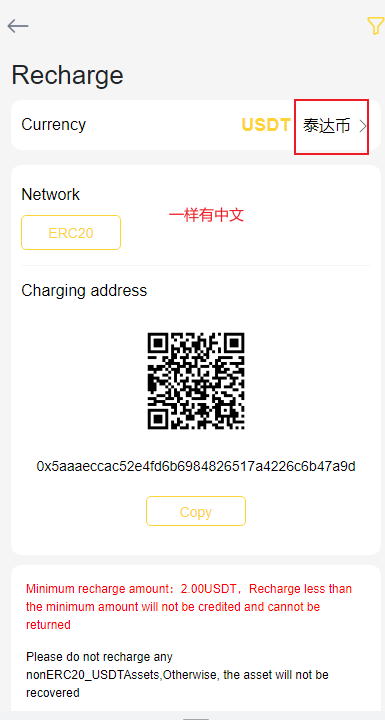 Recharge
Currency USDT 泰达币
Network
一样有中文
ERC20
Charging address
0x5aaaeccac52e4fd6b6984826517a4226c6b47a9d
Copy
Minimum recharge amount：2.00USDT，Recharge less than
the minimum amount will not be credited and cannot be
returned
Please do not recharge any
nonERC20_USDTAssets,Otherwise, the asset will not be
recovered